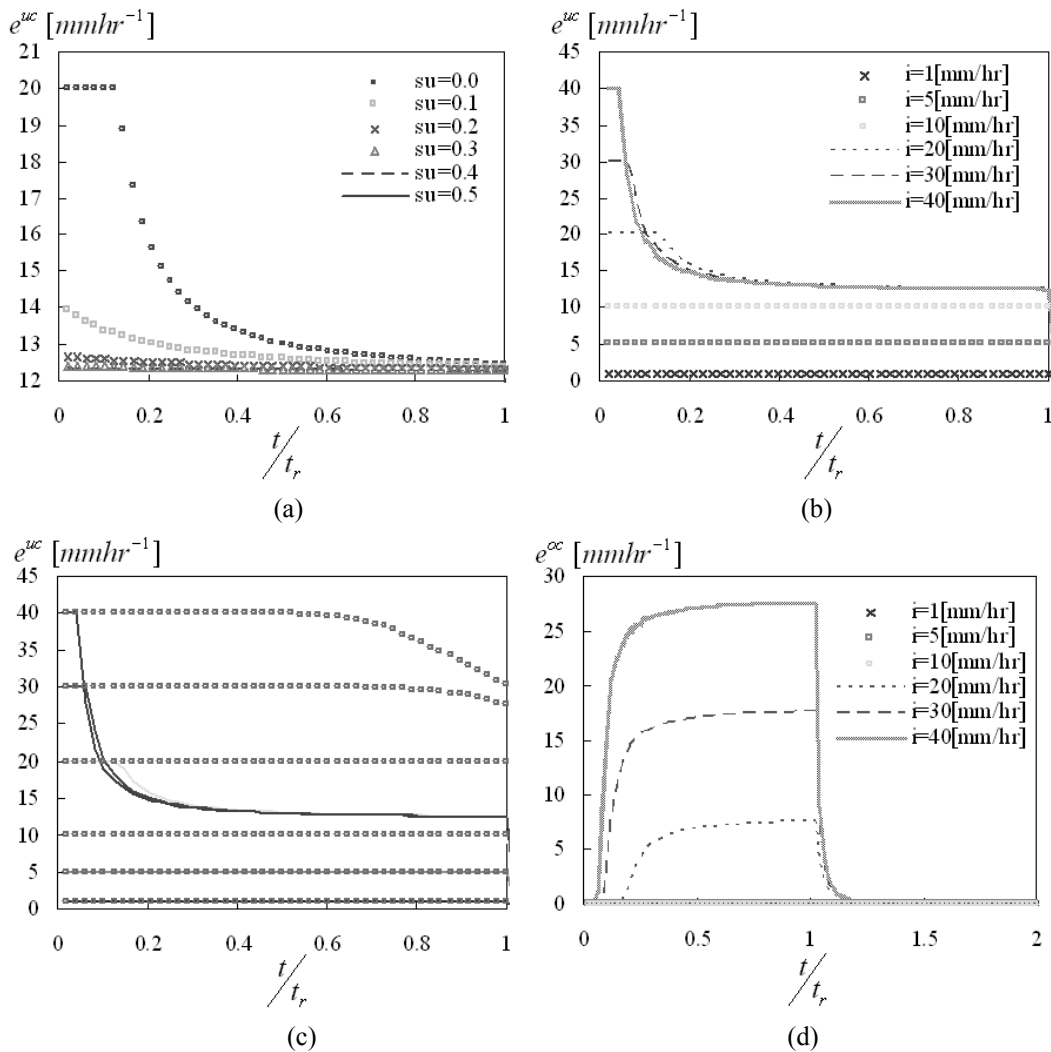 e^{uc} [mmhr^{-1}]
21
20
19
18
17
16
15
14
13
12
0
0.2
0.4
0.6
0.8
1
su=0.0
su=0.1
su=0.2
su=0.3
su=0.4
su=0.5
t/t_r
(a)
e^{uc} [mmhr^{-1}]
45
40
35
30
25
20
15
10
5
0
0
0.2
0.4
0.6
0.8
1
i=1[mm/hr]
i=5[mm/hr]
i=10[mm/hr]
i=20[mm/hr]
i=30[mm/hr]
i=40[mm/hr]
t/t_r
(b)
e^{uc} [mmhr^{-1}]
45
40
35
30
25
20
15
10
5
0
0
0.2
0.4
0.6
0.8
1
t/t_r
(c)
e^{oc} [mmhr^{-1}]
30
25
20
15
10
5
0
0
0.5
1
1.5
2
i=1[mm/hr]
i=5[mm/hr]
i=10[mm/hr]
i=20[mm/hr]
i=30[mm/hr]
i=40[mm/hr]
t/t_r
(d)